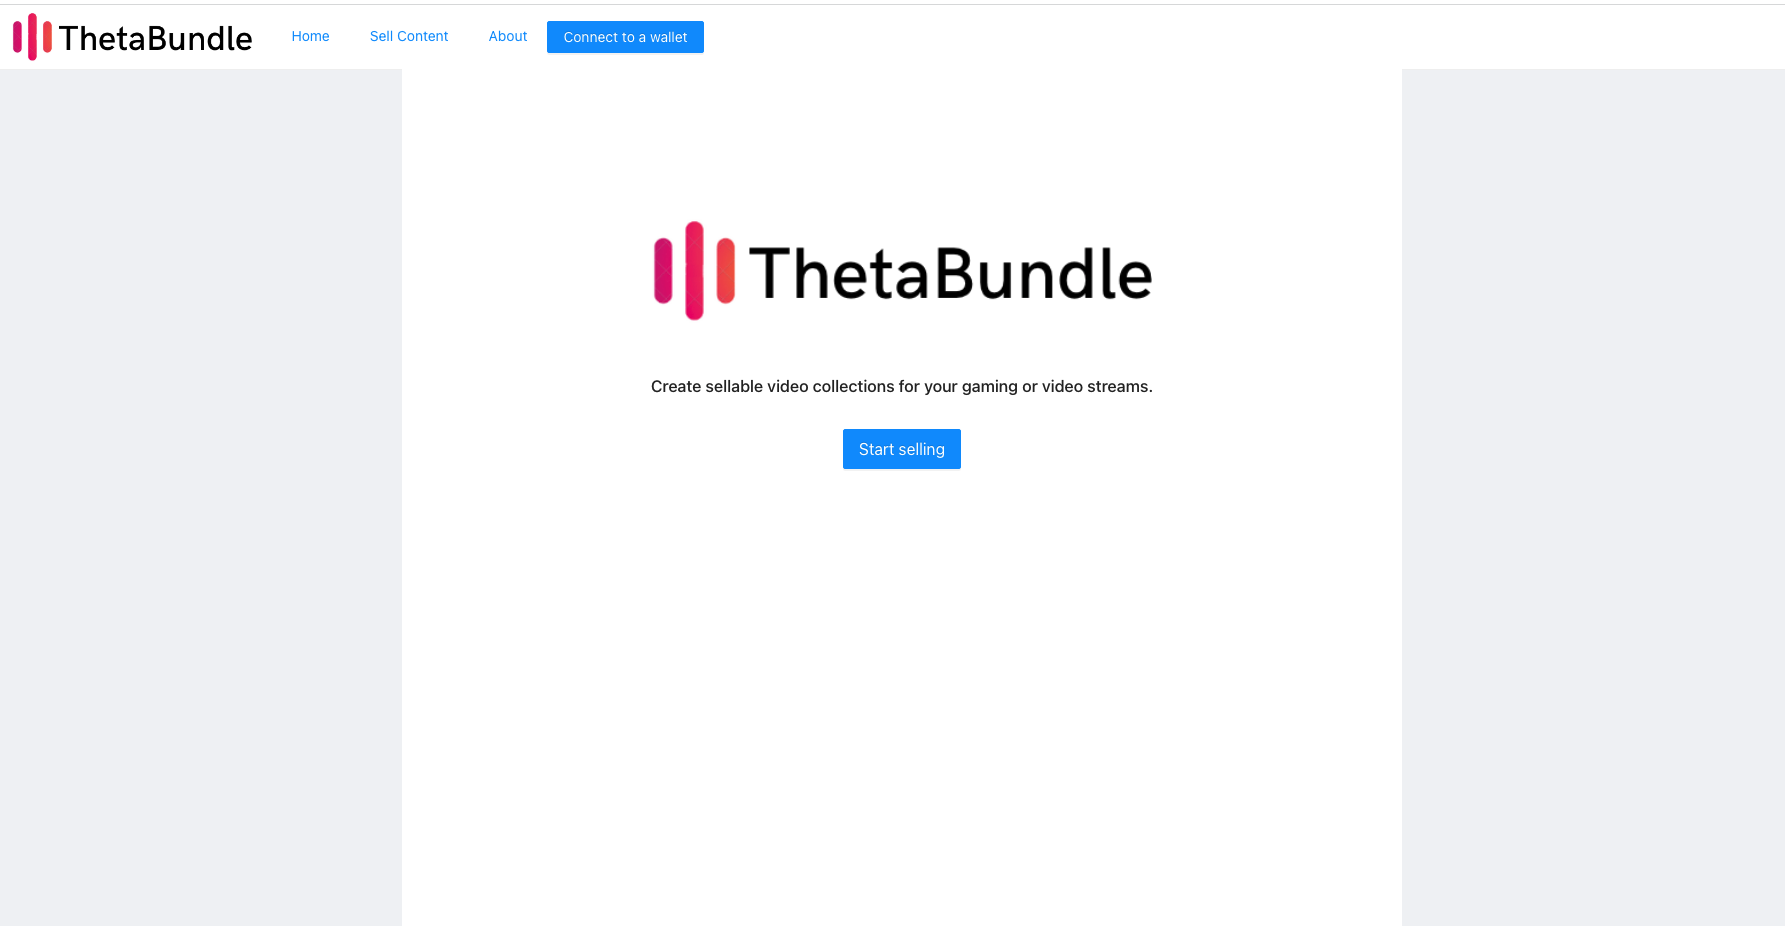 ThetaBundle Home Sell Content About Connect to a wallet
ThetaBundle
Create sellable video collections for your gaming or video streams.
Start selling